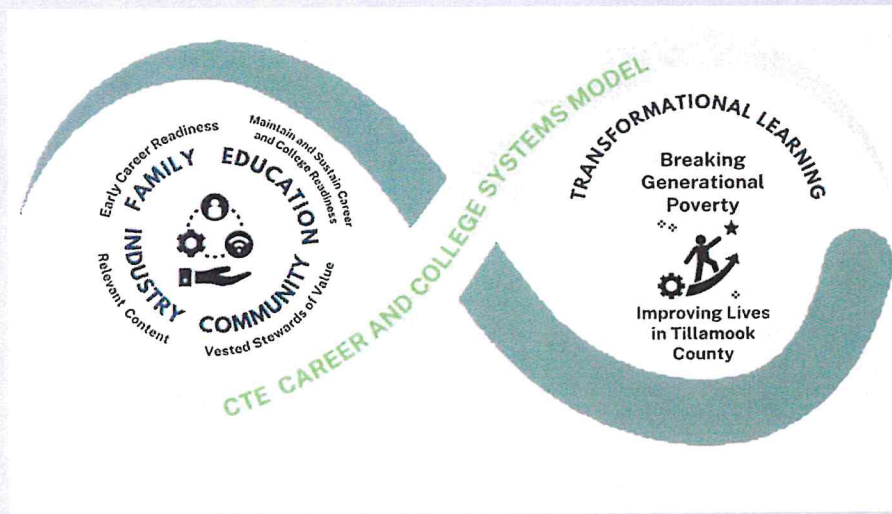 Early Career Readiness
Maintain and Sustain Career
and College Readiness
FAMILY EDUCATION
INDUSTRY COMMUNITY
Relevant Content
Vested Stewards of Value
CTE CAREER AND COLLEGE SYSTEMS MODEL
TRANSFORMATIONAL LEARNING
Breaking
Generational
Poverty
Improving Lives
in Tillamook
County